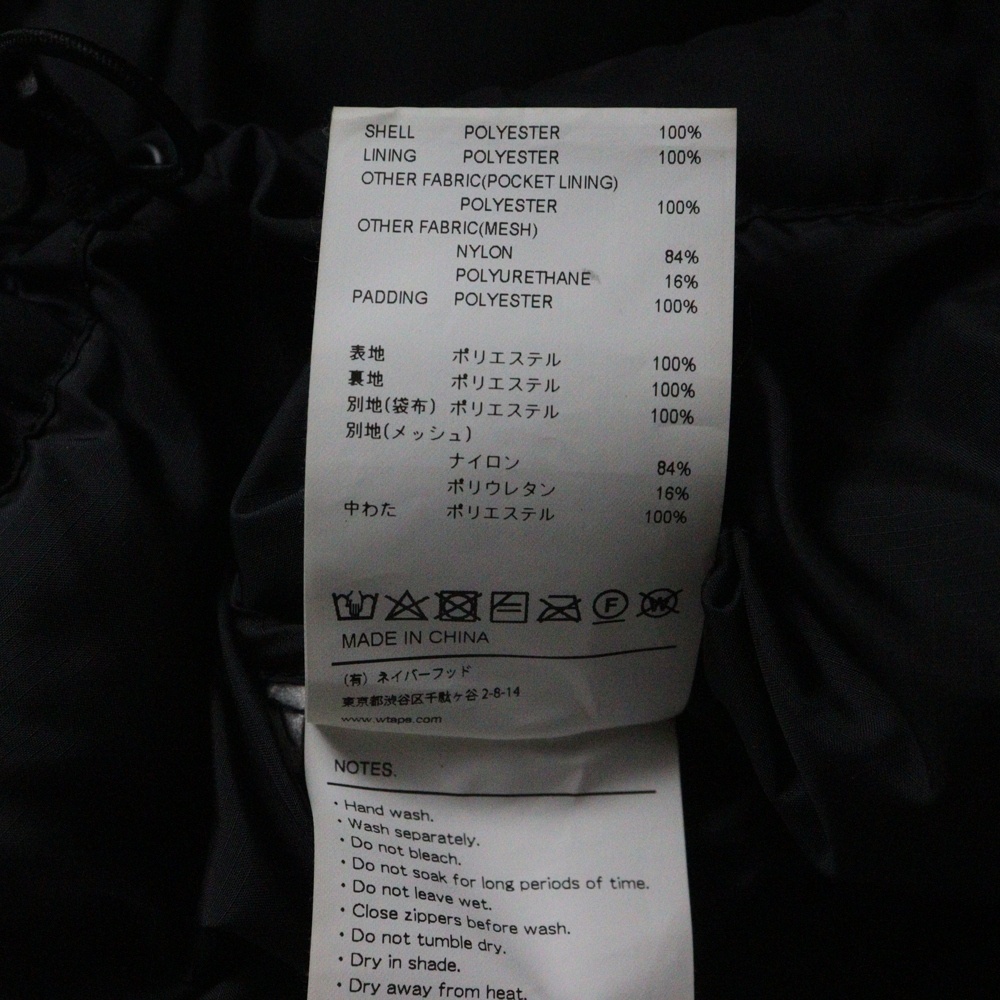 SHELL POLYESTER 100%
LINING POLYESTER 100%
OTHER FABRIC(POCKET LINING)
POLYESTER 100%
OTHER FABRIC(MESH)
NYLON 84%
POLYURETHANE 16%
PADDING POLYESTER 100%
表地 ポリエステル 100%
裏地 ポリエステル 100%
別地(袋布) ポリエステル 100%
別地(メッシュ)
ナイロン 84%
ポリウレタン 16%
中わた ポリエステル 100%
F W
MADE IN CHINA
(有)ネイバーフッド
東京都渋谷区千駄ヶ谷 2-8-14
www.wtaps.com
NOTES.
・Hand wash.
・Wash separately.
・Do not bleach.
・Do not soak for long periods of time.
・Do not leave wet.
・Close zippers before wash.
・Do not tumble dry.
・Dry in shade.
・Dry away from heat.